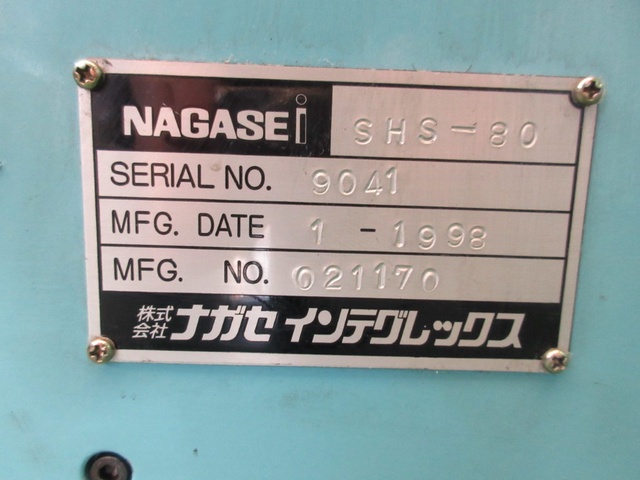 NAGASEi SHS-80
SERIAL NO. 9041
MFG. DATE 1-1998
MFG. NO. 021170
株式会社 ナガセ インテグレックス